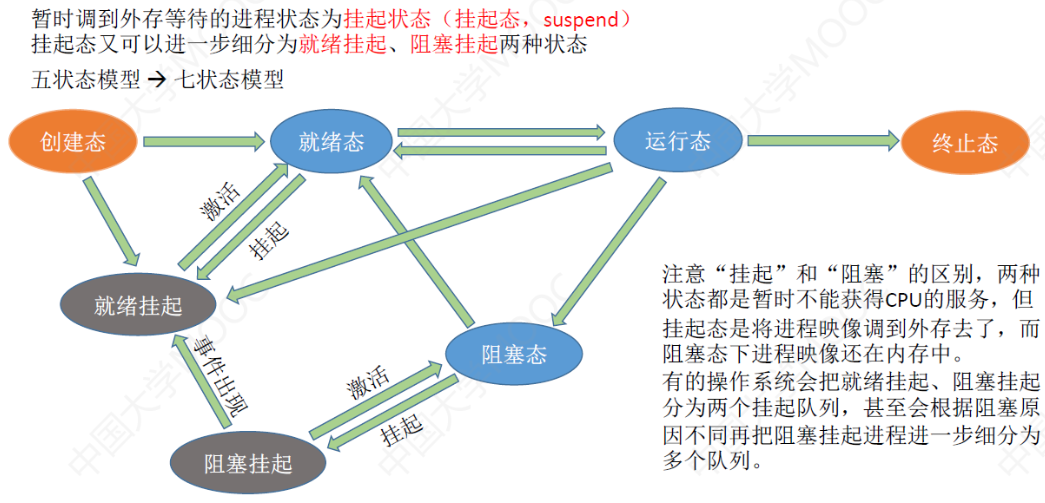 暂时调到外存等待的进程状态为挂起状态（挂起态，suspend）
挂起态又可以进一步细分为就绪挂起、阻塞挂起两种状态
五状态模型→七状态模型
创建态
就绪态
运行态
终止态
激活
挂起
就绪挂起
注意“挂起”和“阻塞”的区别，两种
状态都是暂时不能获得CPU的服务，但
挂起态是将进程映像调到外存去了，而
阻塞态下进程映像还在内存中。
有的操作系统会把就绪挂起、阻塞挂起
分为两个挂起队列，甚至会根据阻塞原
因不同再把阻塞挂起进程进一步细分为
多个队列。
事件出现
阻塞态
激活
挂起
阻塞挂起
中国大学MOOC